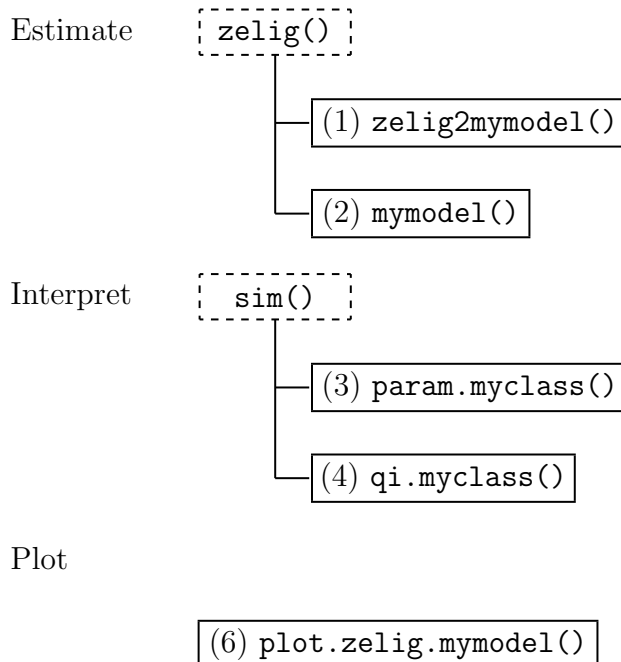 Estimate zelig()
(1) zelig2mymodel()
(2) mymodel()
Interpret sim()
(3) param.myclass()
(4) qi.myclass()
Plot
(6) plot.zelig.mymodel()